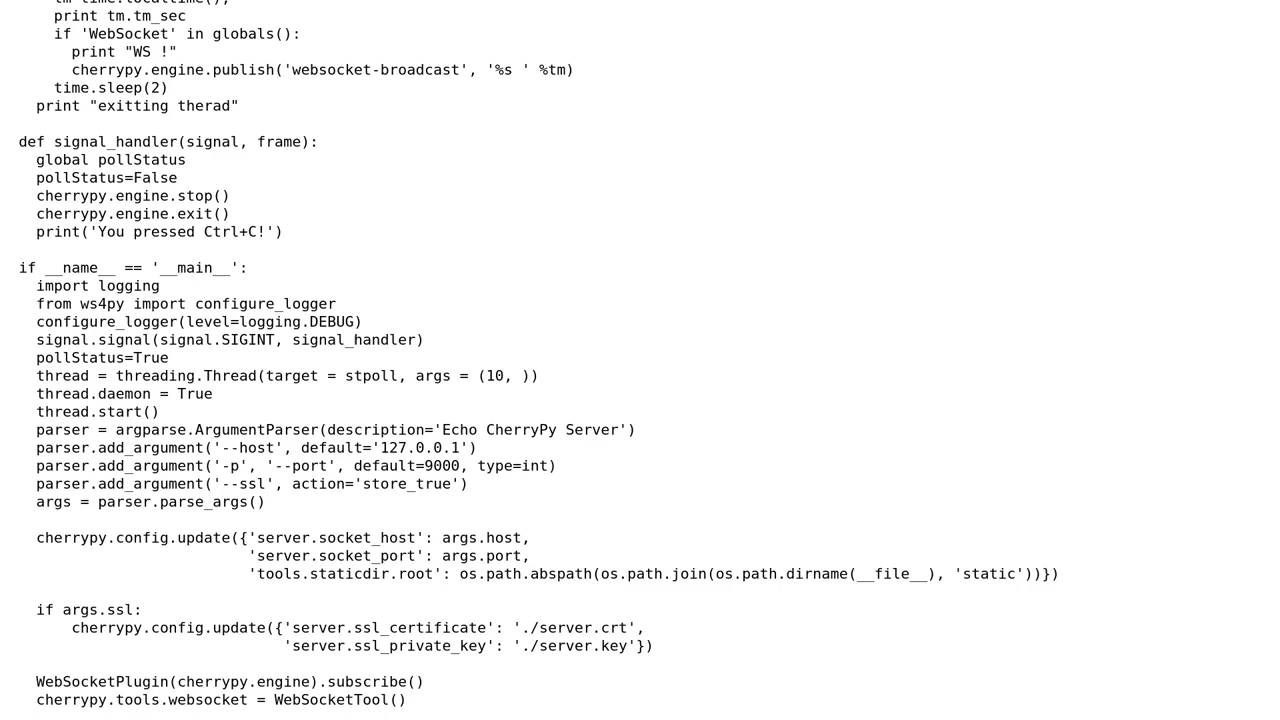 print tm.tm_sec
if 'WebSocket' in globals():
print "WS !"
cherrypy.engine.publish('websocket-broadcast', '%s ' %tm)
time.sleep(2)
print "exitting therad"
def signal_handler(signal, frame):
global pollStatus
pollStatus=False
cherrypy.engine.stop()
cherrypy.engine.exit()
print('You pressed Ctrl+C!')
if __name__ == '__main__':
import logging
from ws4py import configure_logger
configure_logger(level=logging.DEBUG)
signal.signal(signal.SIGINT, signal_handler)
pollStatus=True
thread = threading.Thread(target = stpoll, args = (10, ))
thread.daemon = True
thread.start()
parser = argparse.ArgumentParser(description='Echo CherryPy Server')
parser.add_argument('--host', default='127.0.0.1')
parser.add_argument('-p', '--port', default=9000, type=int)
parser.add_argument('--ssl', action='store_true')
args = parser.parse_args()
cherrypy.config.update({'server.socket_host': args.host,
'server.socket_port': args.port,
'tools.staticdir.root': os.path.abspath(os.path.join(os.path.dirname(__file__), 'static'))})
if args.ssl:
cherrypy.config.update({'server.ssl_certificate': './server.crt',
'server.ssl_private_key': './server.key'})
WebSocketPlugin(cherrypy.engine).subscribe()
cherrypy.tools.websocket = WebSocketTool()